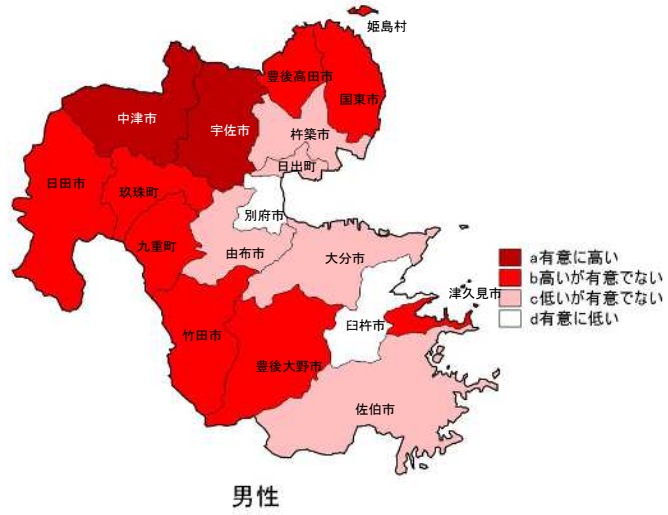 姫島村
豊後高田市
国東市
中津市
宇佐市
杵築市
日出町
日田市
玖珠町
別府市
九重町
由布市
大分市
a有意に高い
b高いが有意でない
c低いが有意でない
d有意に低い
津久見市
臼杵市
竹田市
豊後大野市
佐伯市
男性